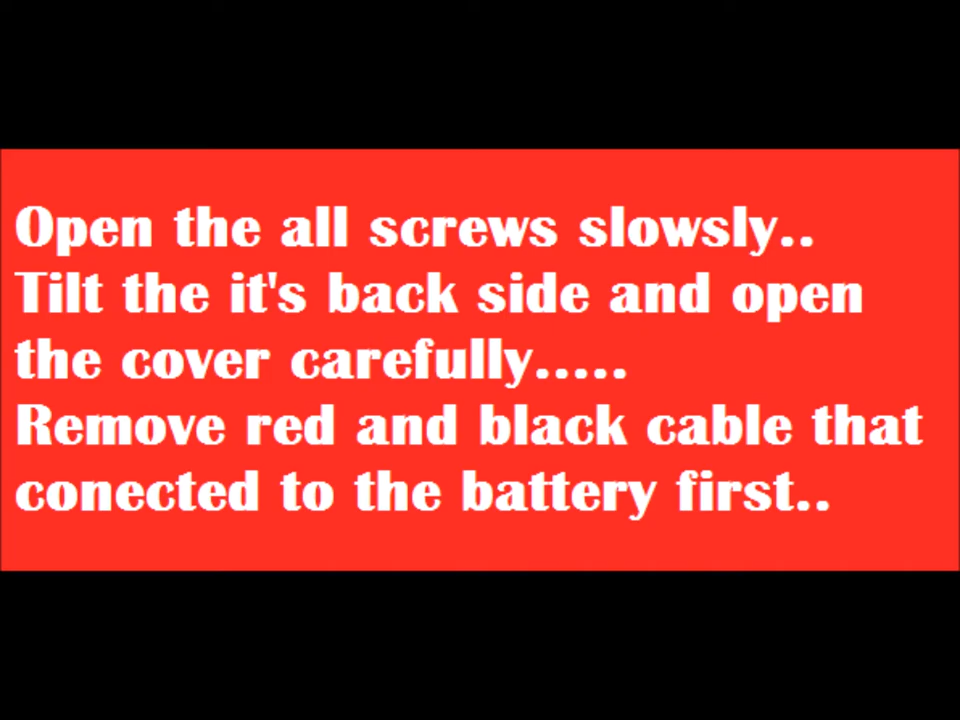 Open the all screws slowsly..
Tilt the it's back side and open
the cover carefully.....
Remove red and black cable that
conected to the battery first..